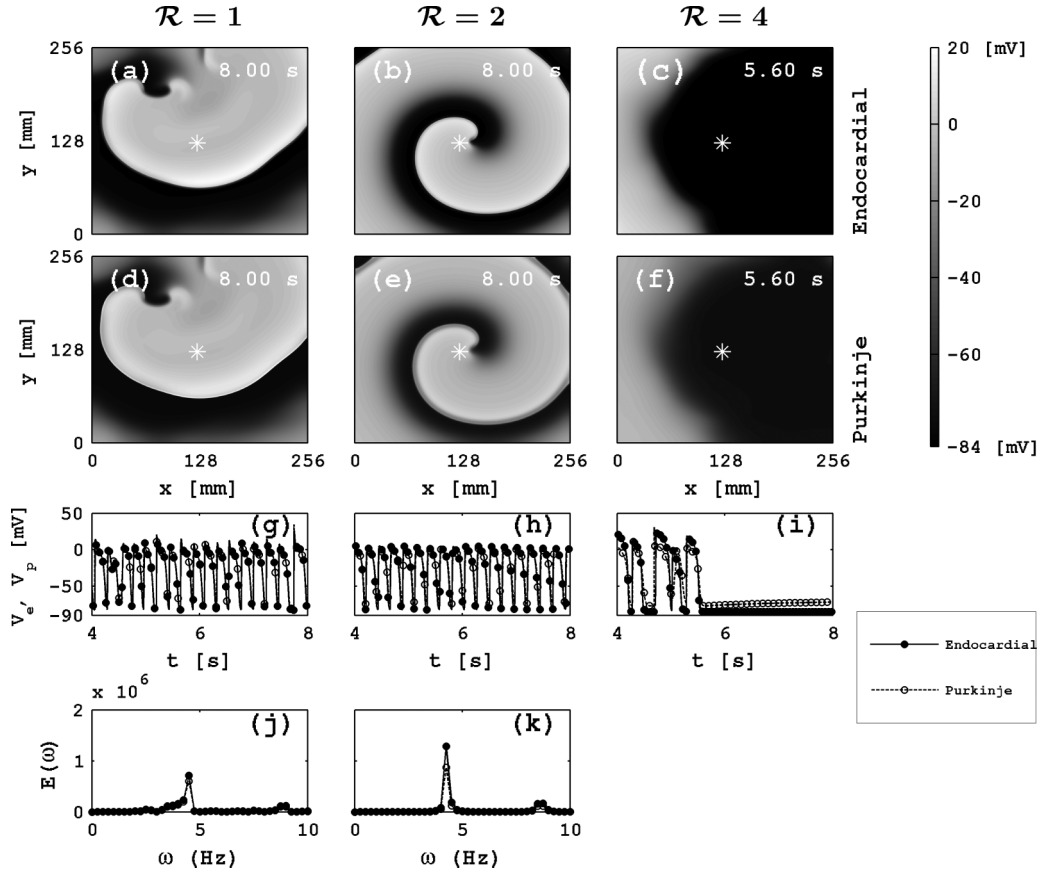 R = 1 R = 2 R = 4
256 (a) 8.00 s (b) 8.00 s (c) 5.60 s 20 [mV]
y [mm] 128 Endocardial 0
0 -20
256 (d) 8.00 s (e) 8.00 s (f) 5.60 s -40
y [mm] 128 Purkinje -60
0 -84 [mV]
0 128 256 0 128 256 0 128 256
x [mm] x [mm] x [mm]
V_e, V_p [mV] 50 (g) (h) (i)
0
-50
-90
4 6 8 4 6 8 4 6 8
t [s] t [s] t [s]
Endocardial
Purkinje
x 10^6
E(ω) 2 (j) (k)
1
0
0 5 10 0 5 10
ω (Hz) ω (Hz)